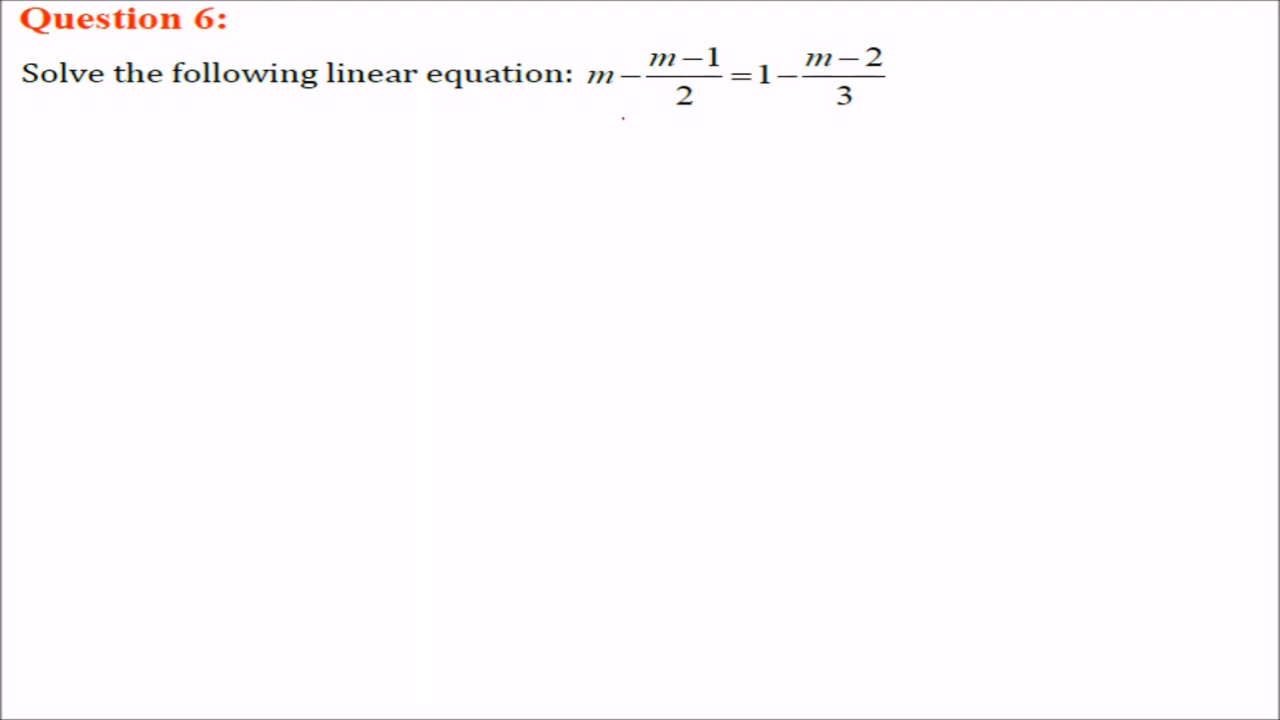 Question 6:
Solve the following linear equation: m − (m − 1)/2 = 1 − (m − 2)/3